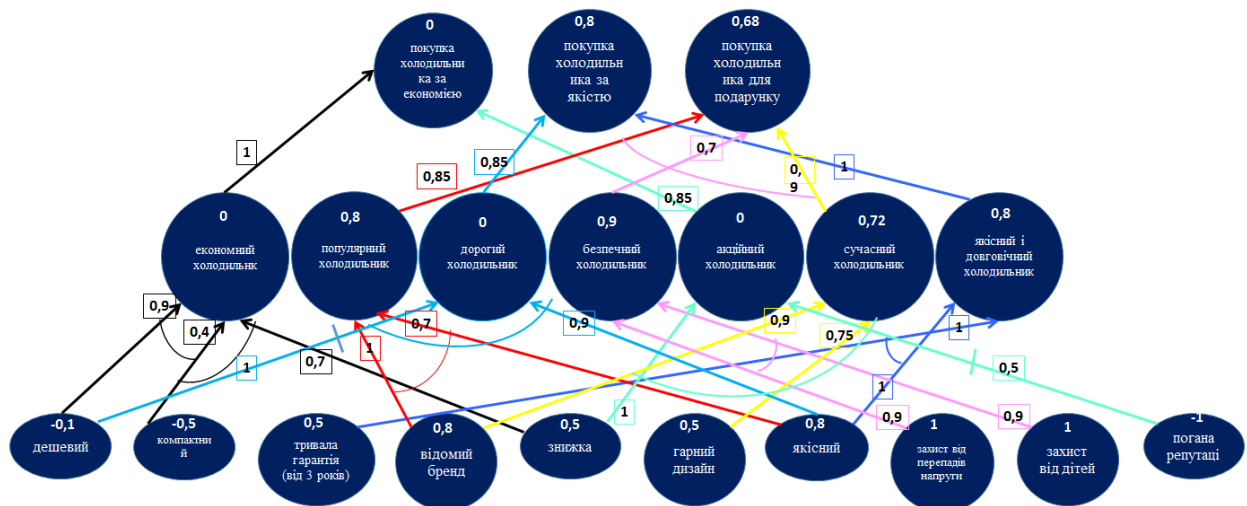 0
покупка
холодильни
ка за
економією
0,8
покупка
холодильн
ика за
якістю
0,68
покупка
холодильн
ика для
подарунку
1
0,85
0,85
0,7
0,
9
1
0,85
0
економний
холодильнк
0,8
популярний
холодильник
0
дорогий
холодильник
0,9
безпечний
холодильник
0
акційний
холодильник
0,72
сучасний
холодильник
0,8
якісний і
довговічний
холодильник
0,9
0,4
1
0,7
1
0,7
0,9
1
0,9
0,75
1
1
0,9
0,9
0,5
-0,1
дешевий
-0,5
компактни
й
0,5
тривала
гарантія
(від 3 років)
0,8
відомий
бренд
0,5
знижка
0,5
гарний
дизайн
0,8
якісний
1
захист від
перепадів
напруги
1
захист
від дітей
-1
погана
репутаці